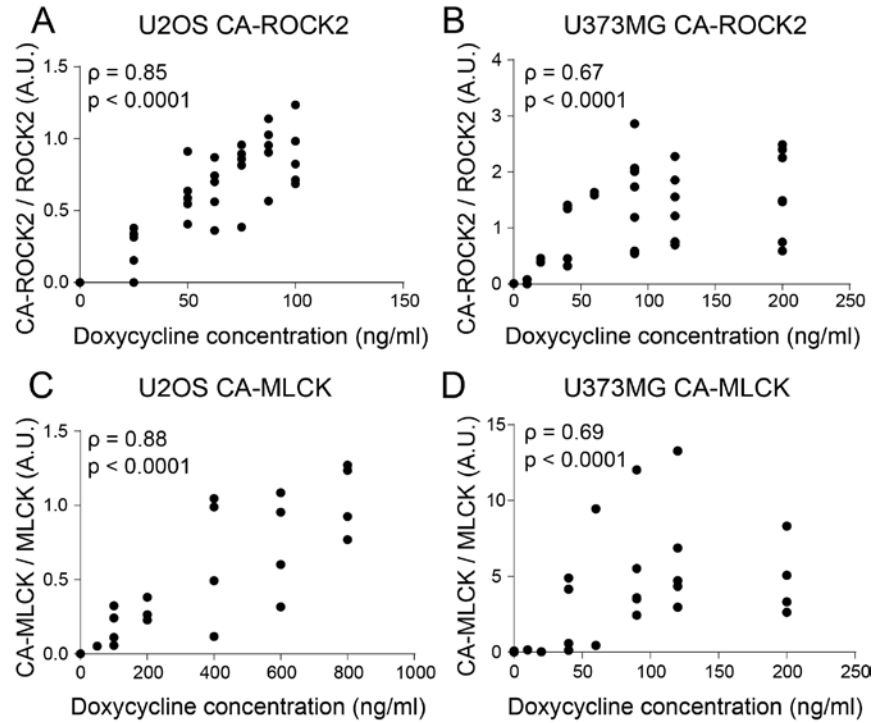 A
U2OS CA-ROCK2
ρ = 0.85
p < 0.0001
CA-ROCK2 / ROCK2 (A.U.)
1.5
1.0
0.5
0.0
0
50
100
150
Doxycycline concentration (ng/ml)
B
U373MG CA-ROCK2
ρ = 0.67
p < 0.0001
CA-ROCK2 / ROCK2 (A.U.)
4
3
2
1
0
0
50
100
150
200
250
Doxycycline concentration (ng/ml)
C
U2OS CA-MLCK
ρ = 0.88
p < 0.0001
CA-MLCK / MLCK (A.U.)
1.5
1.0
0.5
0.0
0
200
400
600
800
1000
Doxycycline concentration (ng/ml)
D
U373MG CA-MLCK
ρ = 0.69
p < 0.0001
CA-MLCK / MLCK (A.U.)
15
10
5
0
0
50
100
150
200
250
Doxycycline concentration (ng/ml)